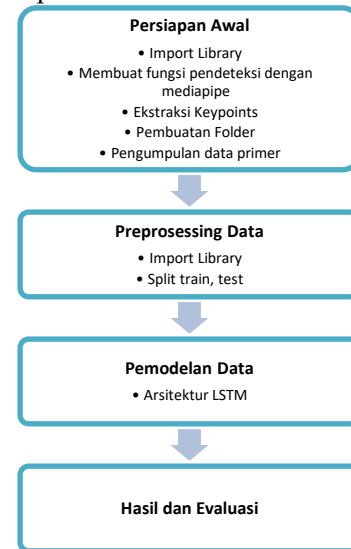 Persiapan Awal
• Import Library
• Membuat fungsi pendeteksi dengan
mediapipe
• Ekstraksi Keypoints
• Pembuatan Folder
• Pengumpulan data primer
Preprosessing Data
• Import Library
• Split train, test
Pemodelan Data
• Arsitektur LSTM
Hasil dan Evaluasi